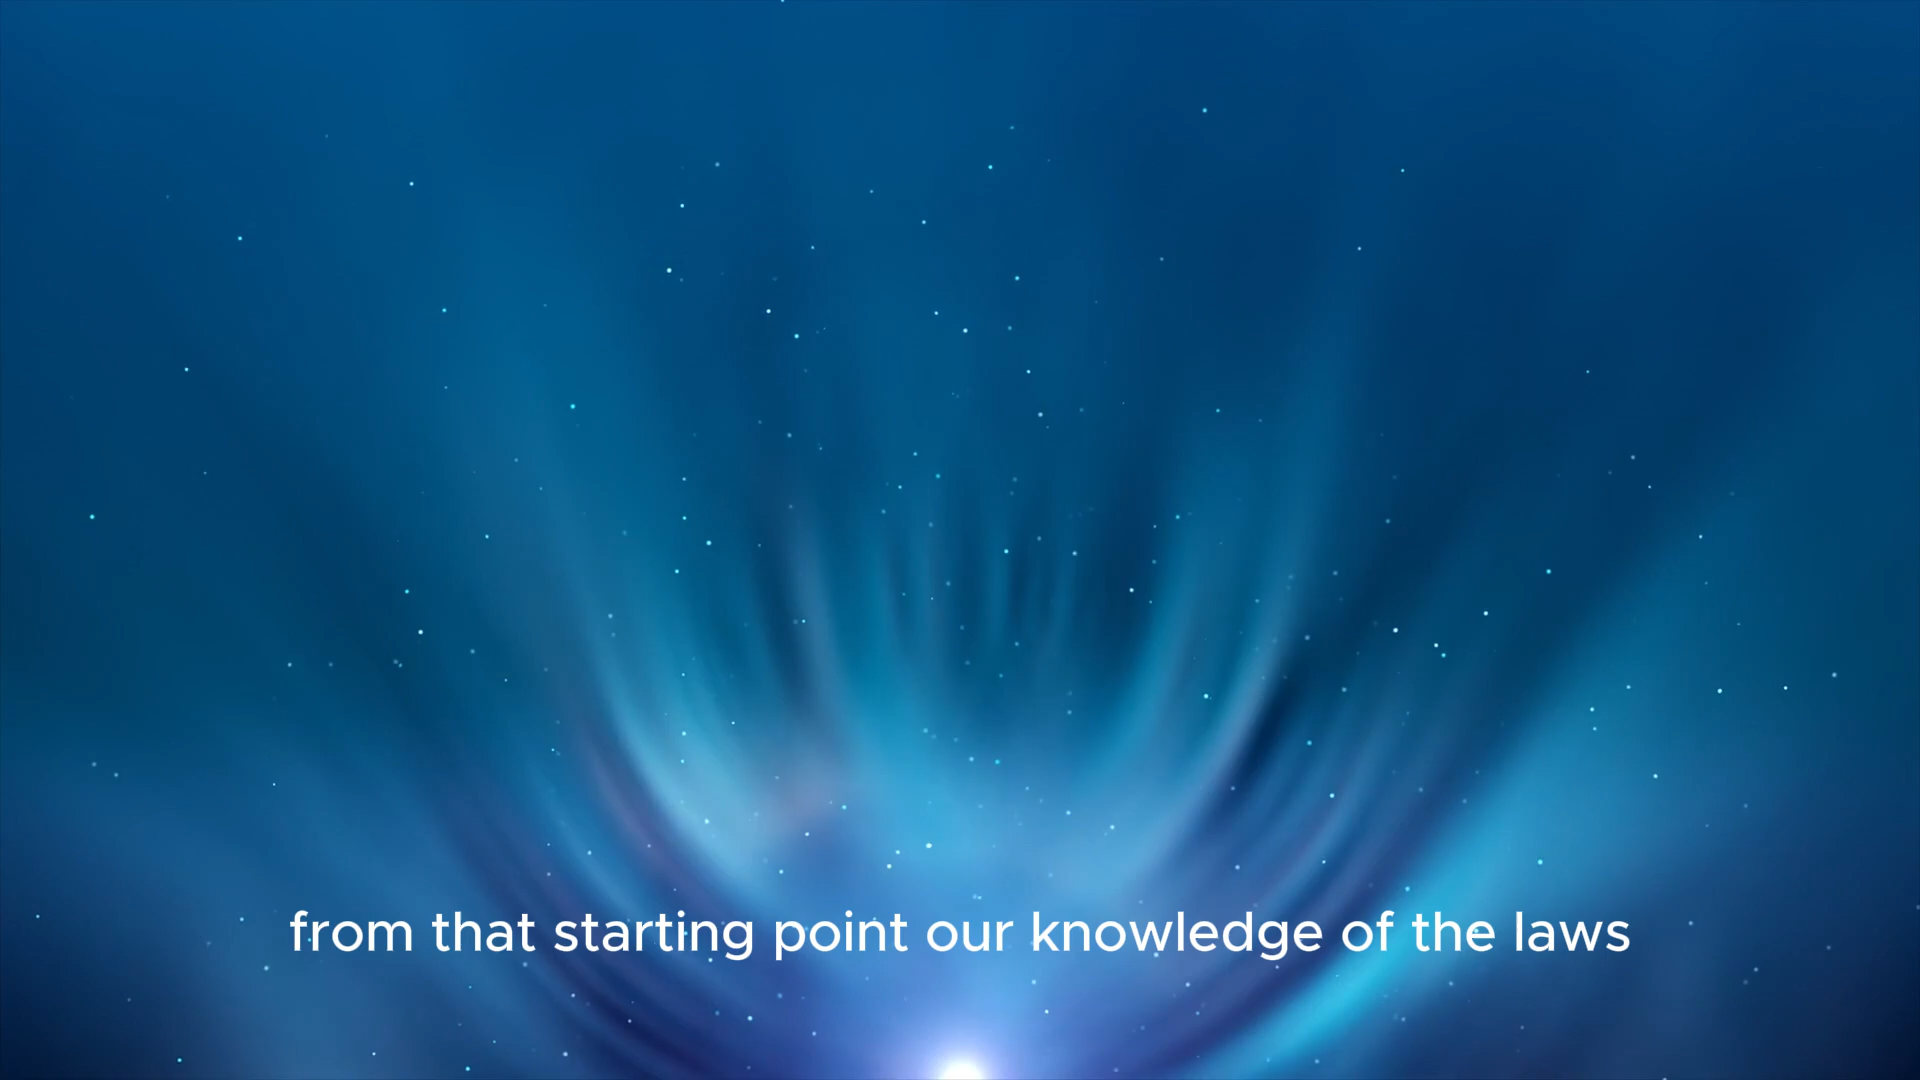 from that starting point our knowledge of the laws